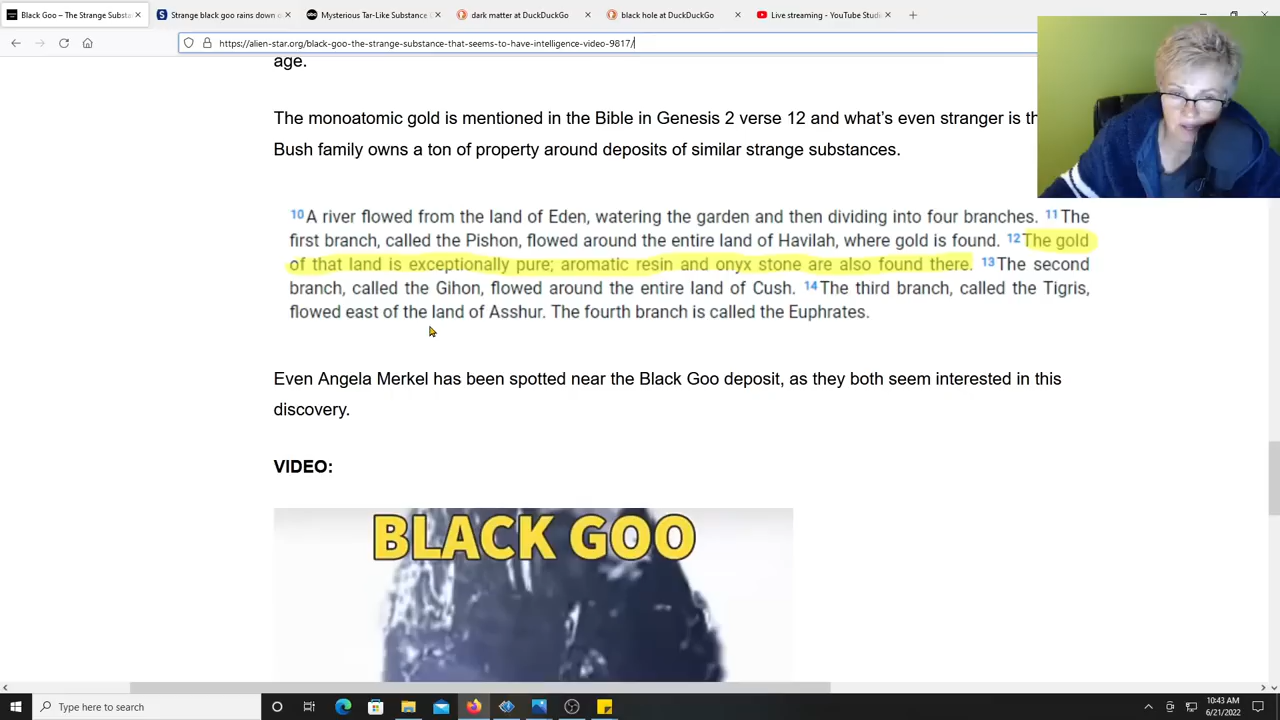 Black Goo – The Strange Substa
Strange black goo rains down o
Mysterious Tar-Like Substance
dark matter at DuckDuckGo
black hole at DuckDuckGo
Live streaming - YouTube Studi
https://alien-star.org/black-goo-the-strange-substance-that-seems-to-have-intelligence-video-9817/
age.
The monoatomic gold is mentioned in the Bible in Genesis 2 verse 12 and what's even stranger is th
Bush family owns a ton of property around deposits of similar strange substances.
10 A river flowed from the land of Eden, watering the garden and then dividing into four branches. 11 The
first branch, called the Pishon, flowed around the entire land of Havilah, where gold is found. 12 The gold
of that land is exceptionally pure; aromatic resin and onyx stone are also found there. 13 The second
branch, called the Gihon, flowed around the entire land of Cush. 14 The third branch, called the Tigris,
flowed east of the land of Asshur. The fourth branch is called the Euphrates.
Even Angela Merkel has been spotted near the Black Goo deposit, as they both seem interested in this
discovery.
VIDEO:
BLACK GOO
Type here to search
10:43 AM
6/21/2022